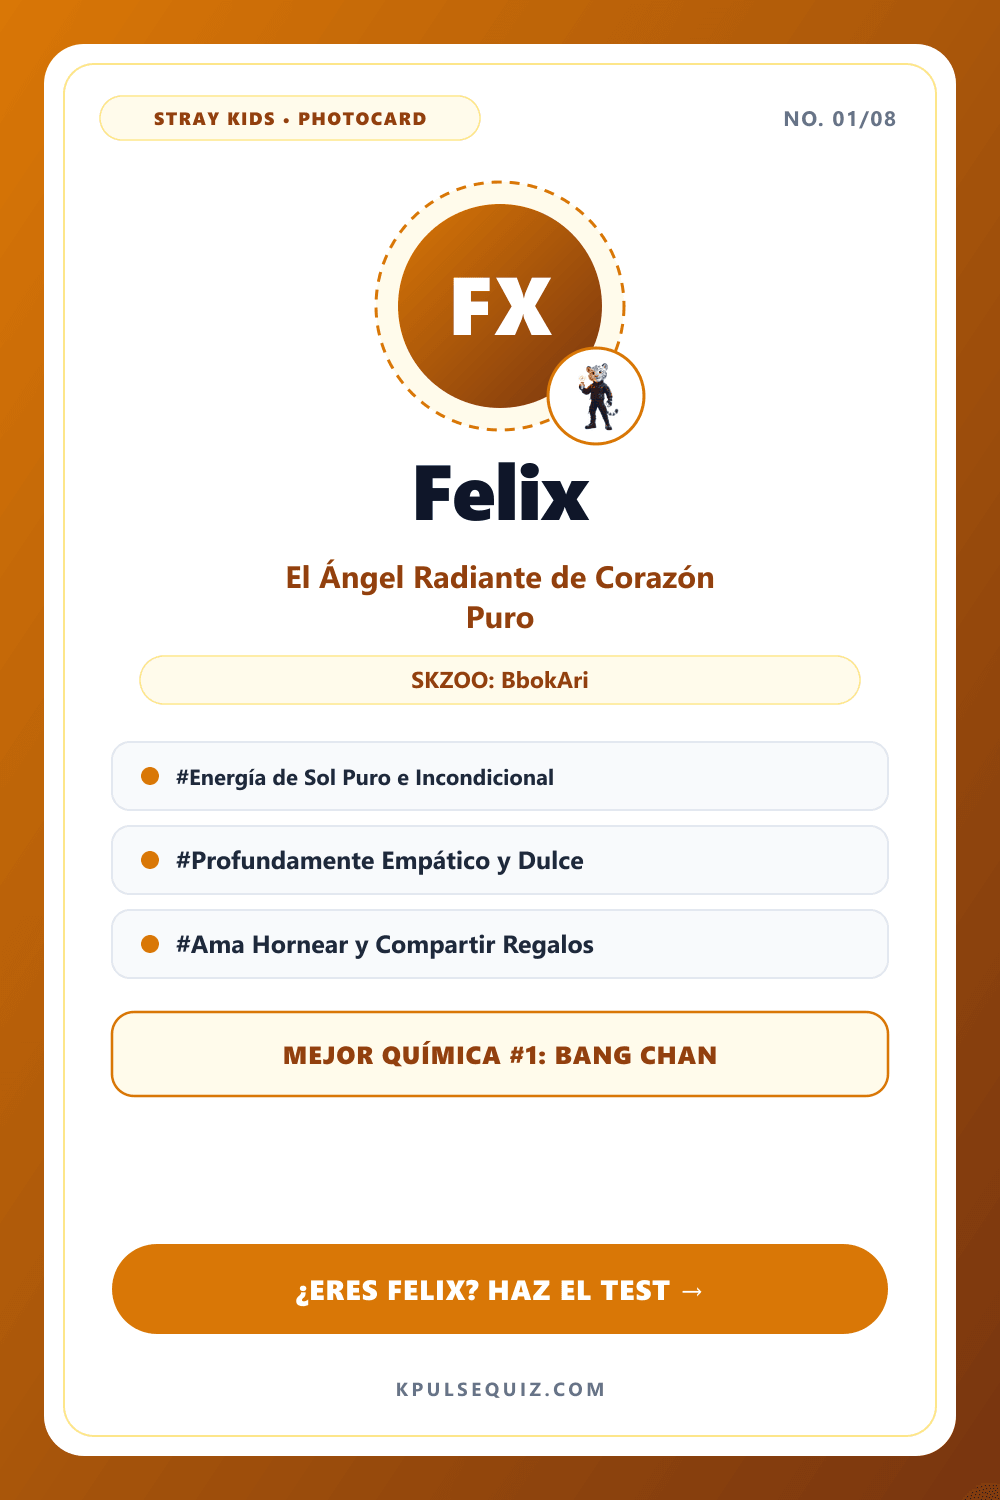 STRAY KIDS • PHOTOCARD
NO. 01/08
FX
Felix
El Ángel Radiante de Corazón
Puro
SKZOO: BbokAri
#Energía de Sol Puro e Incondicional
#Profundamente Empático y Dulce
#Ama Hornear y Compartir Regalos
MEJOR QUÍMICA #1: BANG CHAN
¿ERES FELIX? HAZ EL TEST →
KPULSEQUIZ.COM